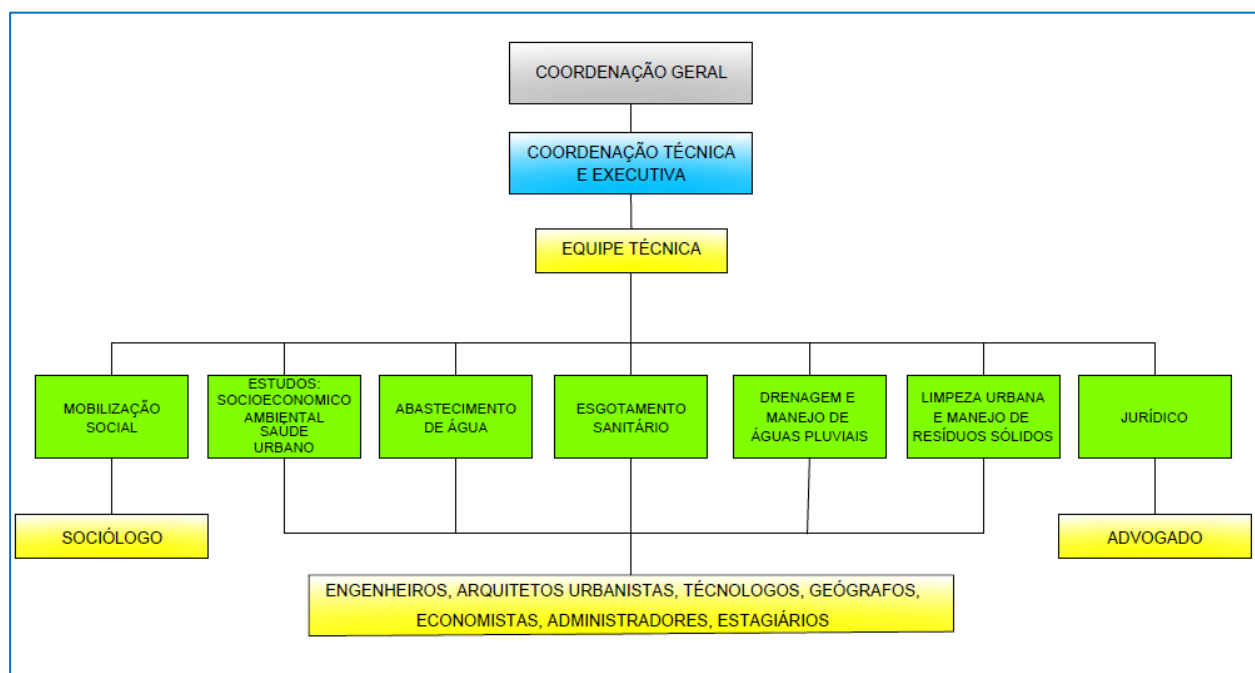 COORDENAÇÃO GERAL
COORDENAÇÃO TÉCNICA
E EXECUTIVA
EQUIPE TÉCNICA
MOBILIZAÇÃO
SOCIAL
ESTUDOS:
SOCIOECONOMICO
AMBIENTAL
SAÚDE
URBANO
ABASTECIMENTO
DE ÁGUA
ESGOTAMENTO
SANITÁRIO
DRENAGEM E
MANEJO DE
ÁGUAS PLUVIAIS
LIMPEZA URBANA
E MANEJO DE
RESÍDUOS SÓLIDOS
JURÍDICO
SOCIÓLOGO
ADVOGADO
ENGENHEIROS, ARQUITETOS URBANISTAS, TÉCNOLOGOS, GEÓGRAFOS,
ECONOMISTAS, ADMINISTRADORES, ESTAGIÁRIOS